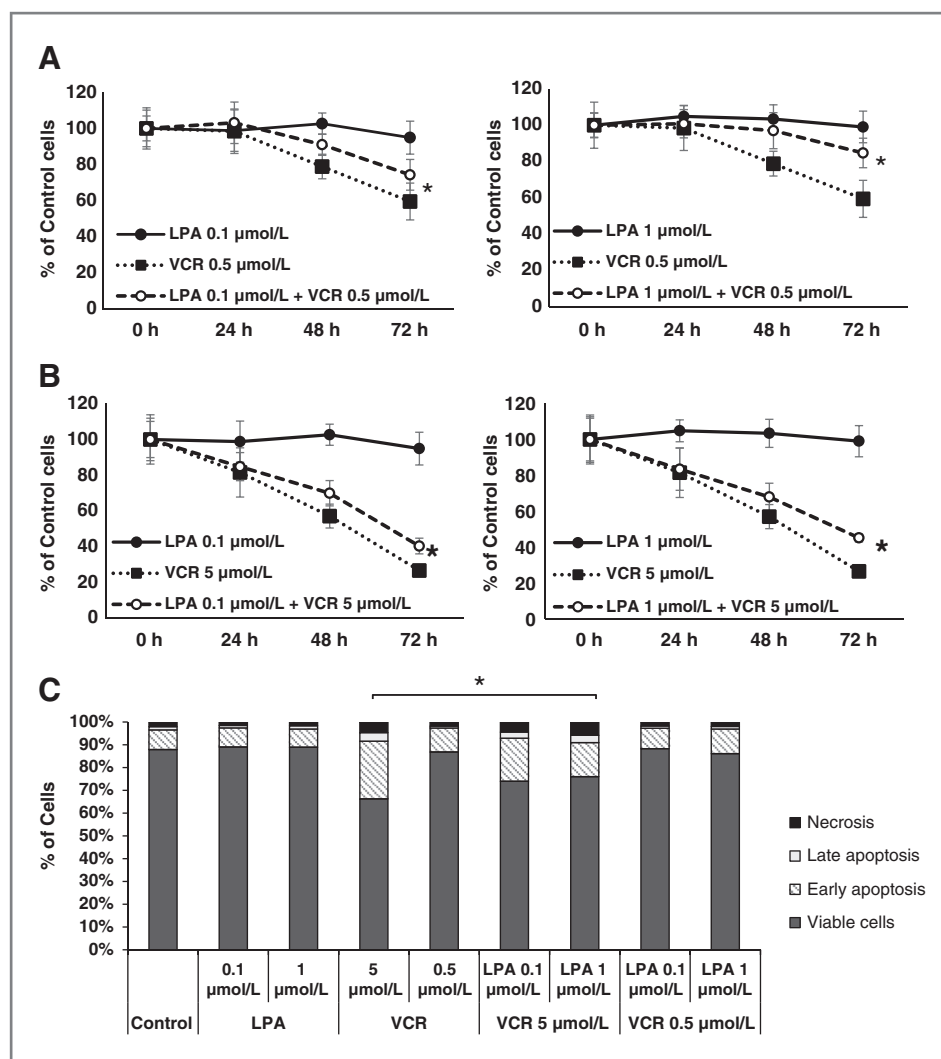 A
% of Control cells
120
100
80
60
40
20
0
*
LPA 0.1 µmol/L
VCR 0.5 µmol/L
LPA 0.1 µmol/L + VCR 0.5 µmol/L
0 h 24 h 48 h 72 h
% of Control cells
120
100
80
60
40
20
0
*
LPA 1 µmol/L
VCR 0.5 µmol/L
LPA 1 µmol/L + VCR 0.5 µmol/L
0 h 24 h 48 h 72 h
B
% of Control cells
120
100
80
60
40
20
0
*
LPA 0.1 µmol/L
VCR 5 µmol/L
LPA 0.1 µmol/L + VCR 5 µmol/L
0 h 24 h 48 h 72 h
% of Control cells
120
100
80
60
40
20
0
*
LPA 1 µmol/L
VCR 5 µmol/L
LPA 1 µmol/L + VCR 5 µmol/L
0 h 24 h 48 h 72 h
C
*
% of Cells
100%
90%
80%
70%
60%
50%
40%
30%
20%
10%
0%
Necrosis
Late apoptosis
Early apoptosis
Viable cells
0.1 1 5 0.5 LPA 0.1 LPA 1 LPA 0.1 LPA 1
µmol/L µmol/L µmol/L µmol/L µmol/L µmol/L µmol/L µmol/L
Control LPA VCR VCR 5 µmol/L VCR 0.5 µmol/L